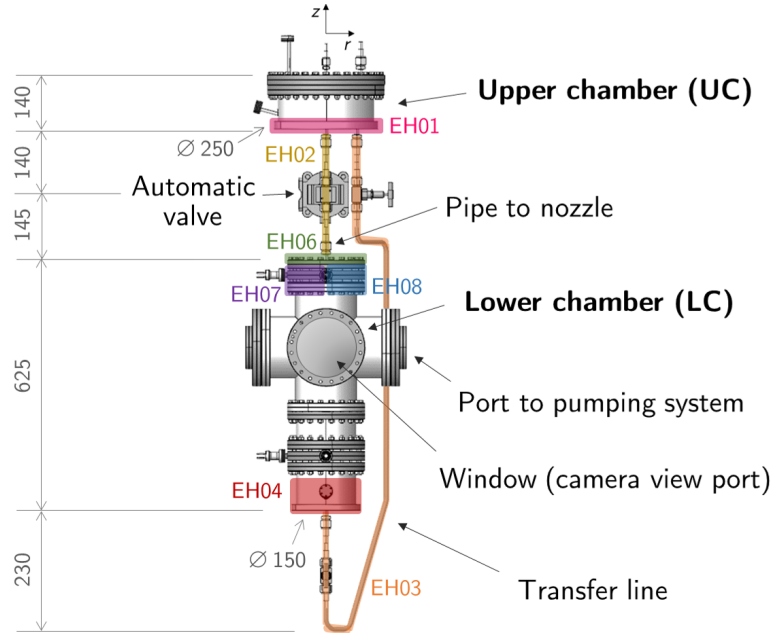 z
r
140
Upper chamber (UC)
EH01
∅ 250
140
EH02
Automatic
valve
145
Pipe to nozzle
EH06
EH07
EH08
Lower chamber (LC)
625
Port to pumping system
Window (camera view port)
EH04
∅ 150
230
EH03
Transfer line